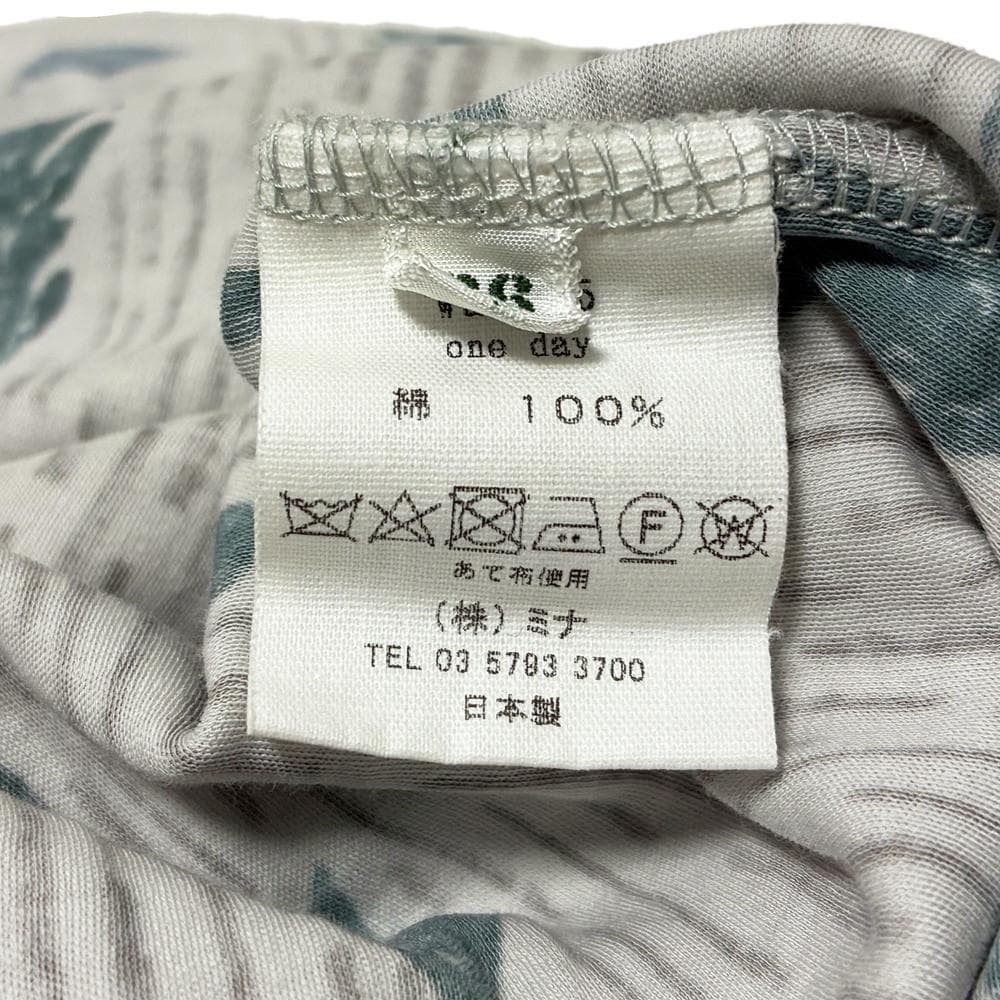 one day
綿 100%
F W
あて布使用
(株)ミナ
TEL 03 5793 3700
日本製